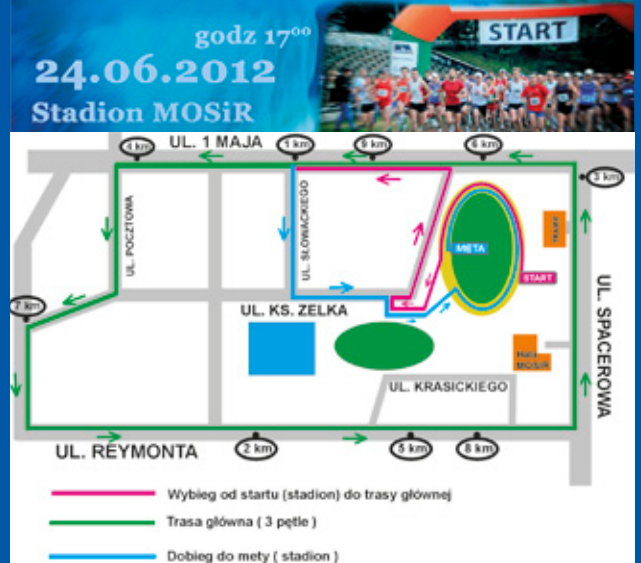 godz 17⁰⁰
24.06.2012
Stadion MOSiR
START
4 km
UL. 1 MAJA
1 km
9 km
6 km
3 km
UL. POCZTOWA
UL. SŁOWACKIEGO
META
START
7 km
UL. KS. ZELKA
UL. SPACEROWA
Hala
MOSiR
UL. KRASICKIEGO
UL. REYMONTA
2 km
5 km
8 km
Wybieg od startu (stadion) do trasy głównej
Trasa główna ( 3 pętle )
Dobieg do mety ( stadion )